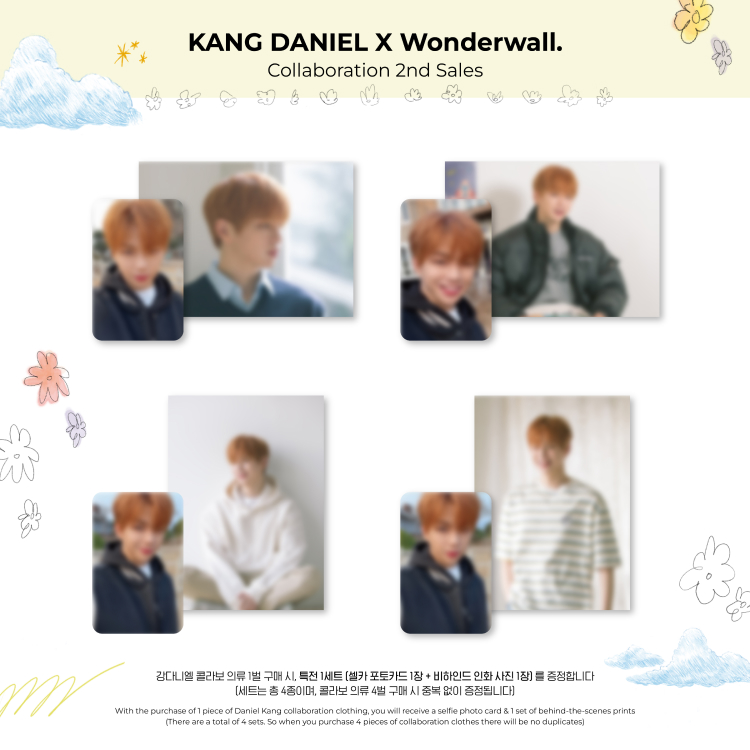 KANG DANIEL X Wonderwall.
Collaboration 2nd Sales
강다니엘 콜라보 의류 1벌 구매 시, 특전 1세트 (셀카 포토카드 1장 + 비하인드 인화 사진 1장) 를 증정합니다
[세트는 총 4종이며, 콜라보 의류 4벌 구매 시 중복 없이 증정됩니다]
With the purchase of 1 piece of Daniel Kang collaboration clothing, you will receive a selfie photo card & 1 set of behind-the-scenes prints
(There are a total of 4 sets. So when you purchase 4 pieces of collaboration clothes there will be no duplicates)